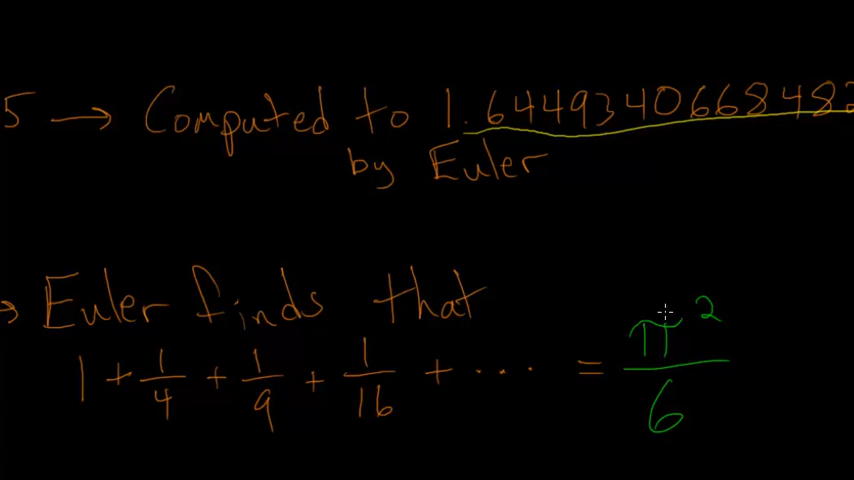 5 → Computed to 1.6449340668482
by Euler
→ Euler finds that
1 + 1/4 + 1/9 + 1/16 + ... = π²/6